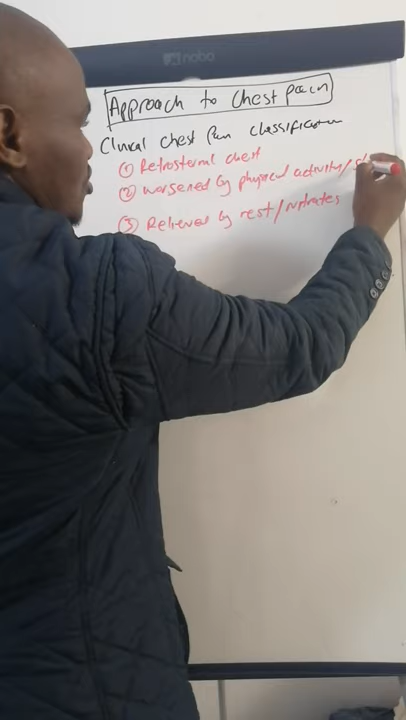 nobo
Approach to Chest pain
Clinical Chest Pain Classification
① Retrosternal chest
② Worsened by physical activity/
③ Relieved by rest/nitrates